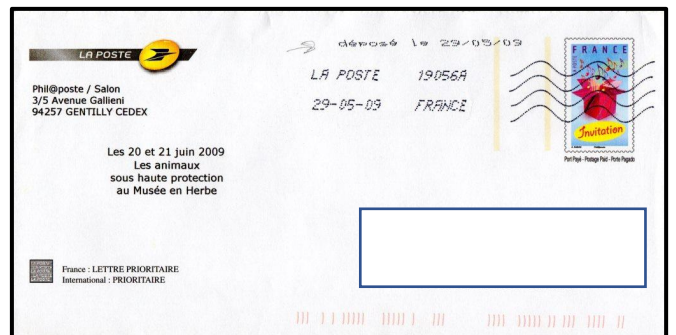 LA POSTE
Phil@poste / Salon
3/5 Avenue Gallieni
94257 GENTILLY CEDEX
déposé le 29/05/09
LA POSTE 19056A
29-05-09 FRANCE
FRANCE
Invitation
Port Payé - Postage Paid - Porte Pagado
Les 20 et 21 juin 2009
Les animaux
sous haute protection
au Musée en Herbe
France : LETTRE PRIORITAIRE
International : PRIORITAIRE